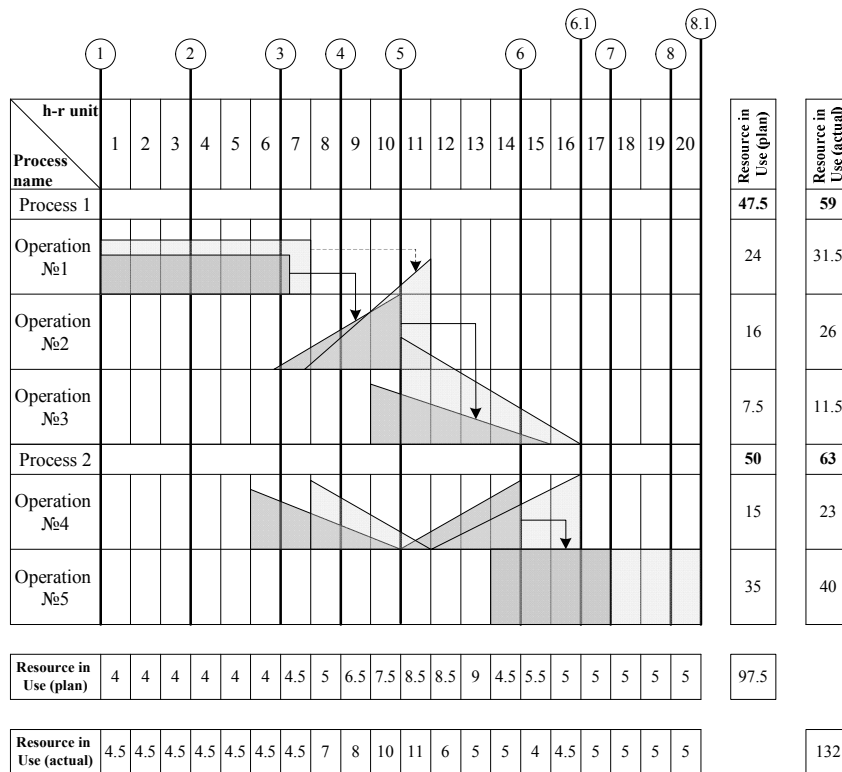 6.1 8.1
1 2 3 4 5 6 7 8
h-r unit
Process
name
1 2 3 4 5 6 7 8 9 10 11 12 13 14 15 16 17 18 19 20
Resource in
Use (plan)
Resource in
Use (actual)
Process 1 47.5 59
Operation
№1
24 31.5
Operation
№2
16 26
Operation
№3
7.5 11.5
Process 2 50 63
Operation
№4
15 23
Operation
№5
35 40
Resource in
Use (plan)
4 4 4 4 4 4 4.5 5 6.5 7.5 8.5 8.5 9 4.5 5.5 5 5 5 5 5 97.5
Resource in
Use (actual)
4.5 4.5 4.5 4.5 4.5 4.5 4.5 7 8 10 11 6 5 5 4 4.5 5 5 5 5 132